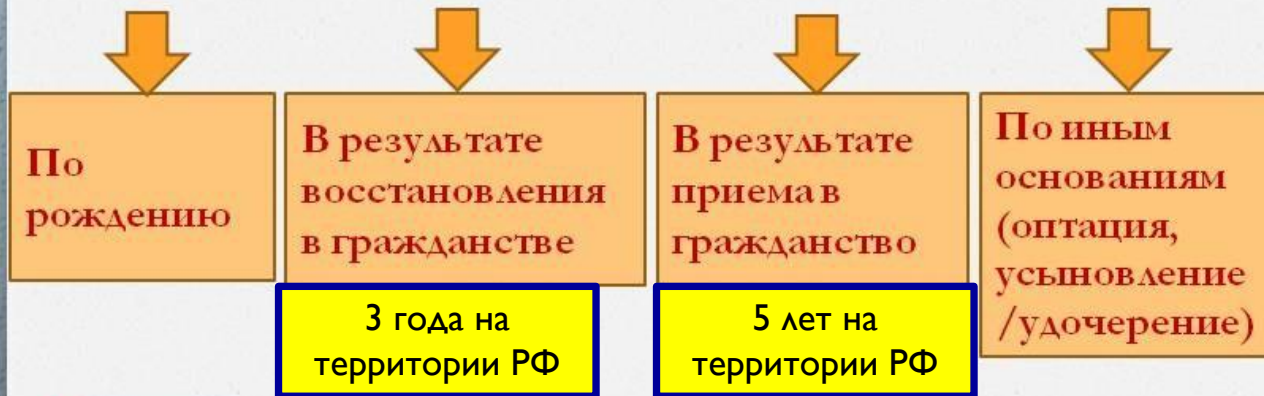 По
рождению
В результате
восстановления
в гражданстве
3 года на
территории РФ
В результате
приема в
гражданство
5 лет на
территории РФ
По иным
основаниям
(оптация,
усыновление
/удочерение)